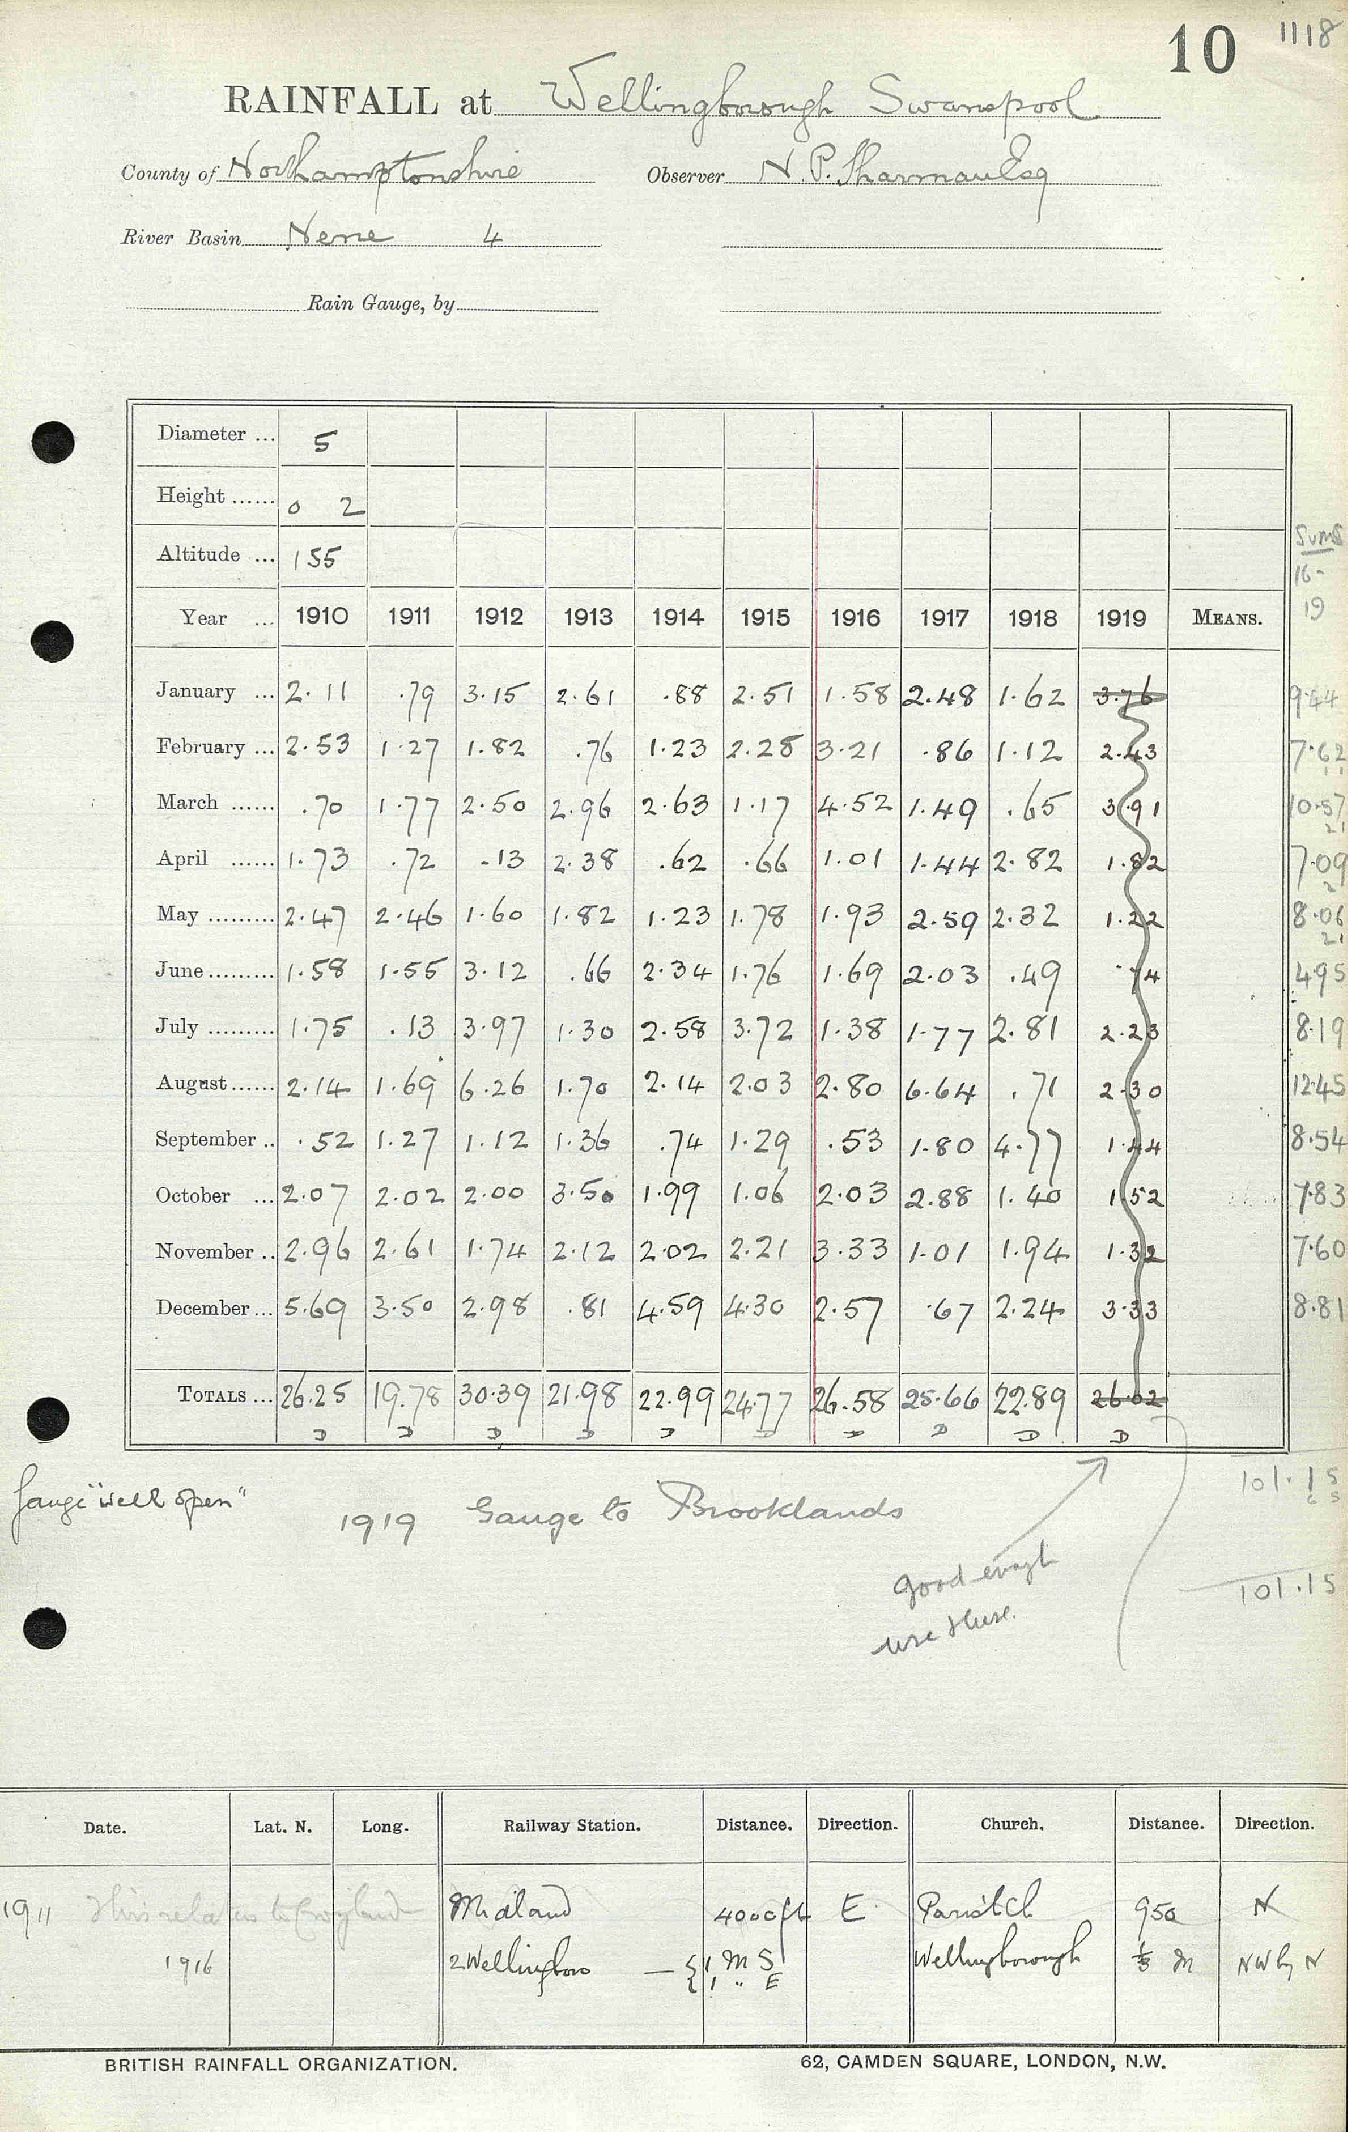 10 1118
RAINFALL at Wellingborough Swanspool
County of Northamptonshire Observer N. P. Sharman Esq
River Basin Nene 4
Rain Gauge, by
Diameter ... 5
Height ...... 0 2
Altitude ... 155
Sums
16-
19
Year ... 1910 1911 1912 1913 1914 1915 1916 1917 1918 1919 MEANS.
January ... 2.11 .79 3.15 2.61 .88 2.51 1.58 2.48 1.62 3.76 9.44
February ... 2.53 1.27 1.82 .76 1.23 2.28 3.21 .86 1.12 2.43 7.62
March ...... .70 1.77 2.50 2.96 2.63 1.17 4.52 1.49 .65 3.91 10.57
April ...... 1.73 .72 .13 2.38 .62 .66 1.01 1.44 2.82 1.82 7.09
May ......... 2.47 2.46 1.60 1.82 1.23 1.78 1.93 2.59 2.32 1.22 8.06
June ......... 1.58 1.55 3.12 .66 2.34 1.76 1.69 2.03 .49 .74 4.95
July ......... 1.75 .13 3.97 1.30 2.58 3.72 1.38 1.77 2.81 2.23 8.19
August ...... 2.14 1.69 6.26 1.70 2.14 2.03 2.80 6.64 .71 2.30 12.45
September .. .52 1.27 1.12 1.36 .74 1.29 .53 1.80 4.77 1.44 8.54
October ... 2.07 2.02 2.00 3.50 1.99 1.06 2.03 2.88 1.40 1.52 7.83
November .. 2.96 2.61 1.74 2.12 2.02 2.21 3.33 1.01 1.94 1.32 7.60
December ... 5.69 3.50 2.98 .81 4.59 4.30 2.57 .67 2.24 3.33 8.81
TOTALS ... 26.25 19.78 30.39 21.98 22.99 24.77 26.58 25.66 22.89 26.02
D D D D D D D D D D
101.15
Gauge "well open"
1919 Gauge to Brooklands
good enough
use these.
101.15
Date. Lat. N. Long. Railway Station. Distance. Direction. Church. Distance. Direction.
1911 This relates to Croyland Midland 4000 ft E. Parish Ch 950 N
1916 2 Wellingboro — { 1 M S Wellingborough 1/3 m NW by N
1 " E
BRITISH RAINFALL ORGANIZATION. 62, CAMDEN SQUARE, LONDON, N.W.